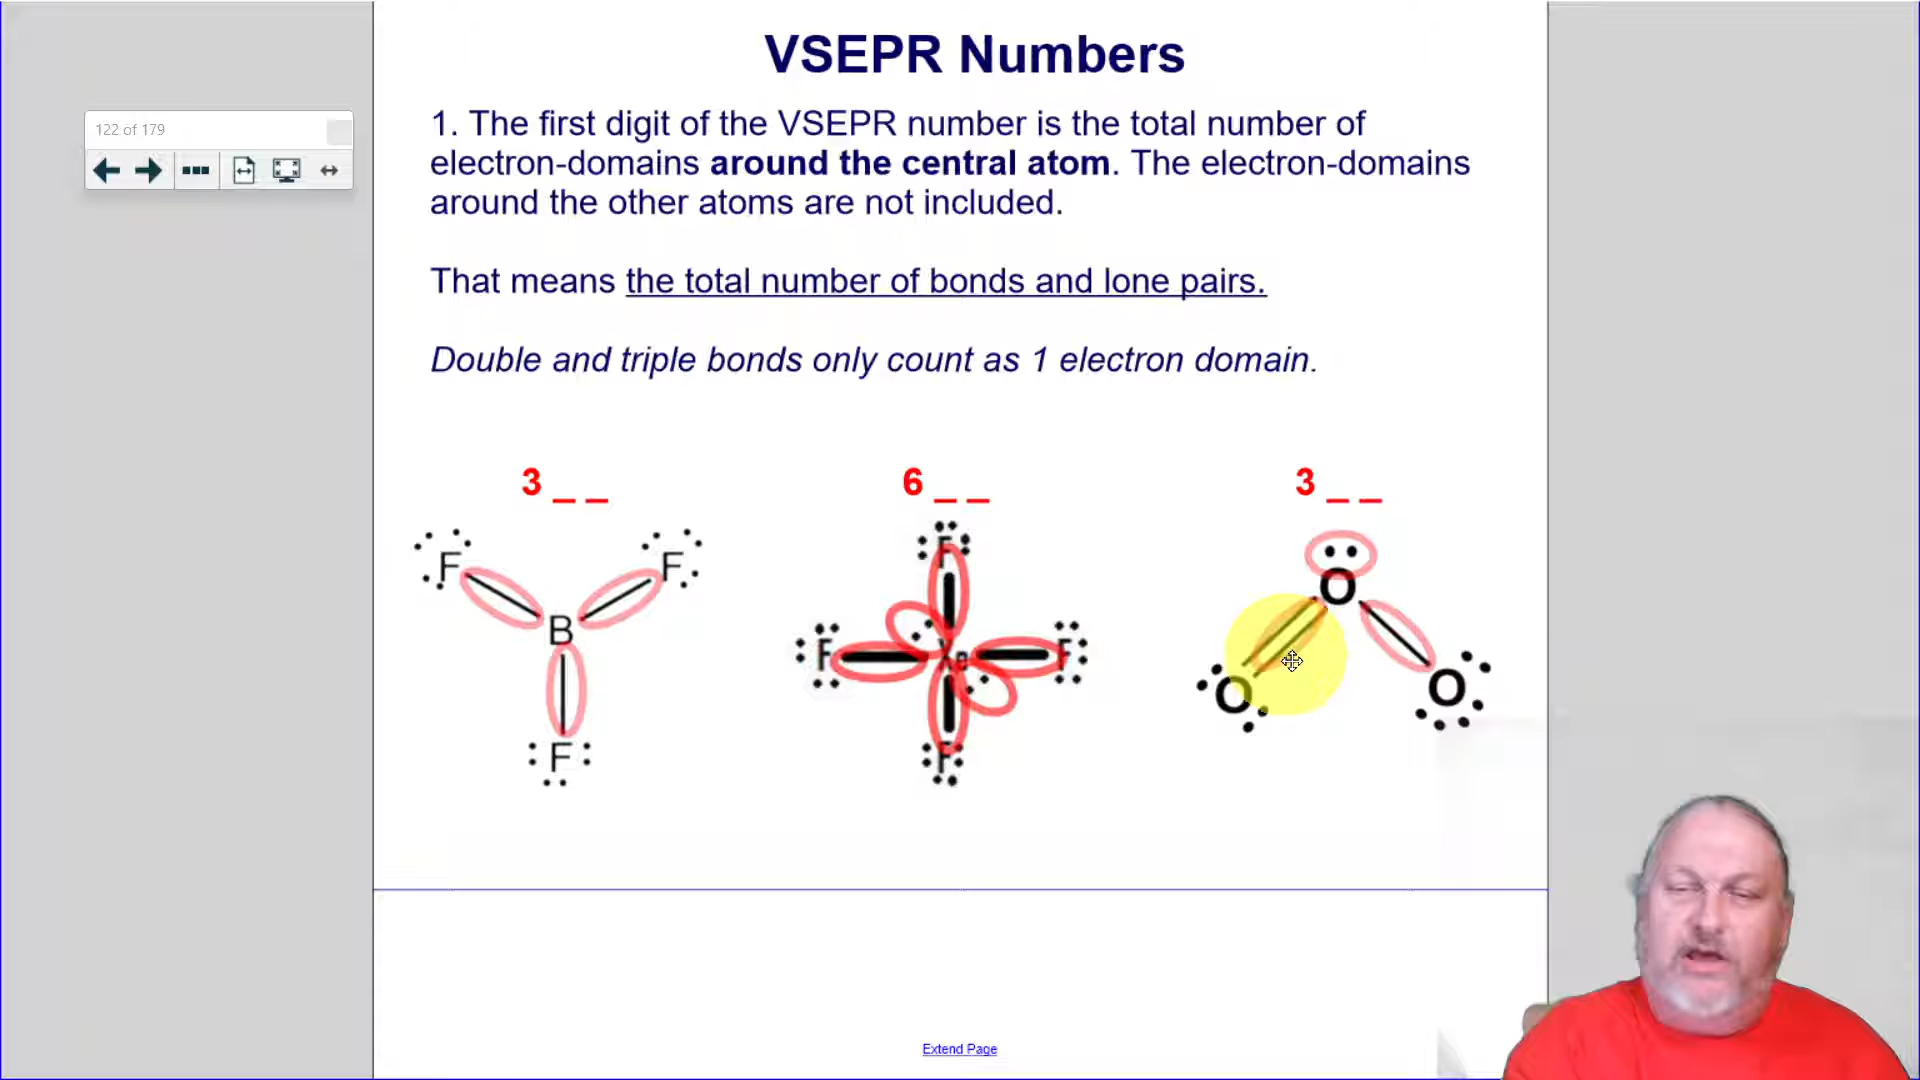 VSEPR Numbers
122 of 179
1. The first digit of the VSEPR number is the total number of
electron-domains around the central atom. The electron-domains
around the other atoms are not included.
That means the total number of bonds and lone pairs.
Double and triple bonds only count as 1 electron domain.
3 _ _
6 _ _
3 _ _
F F
B
F
F
F Xe F
F
O
O O
Extend Page